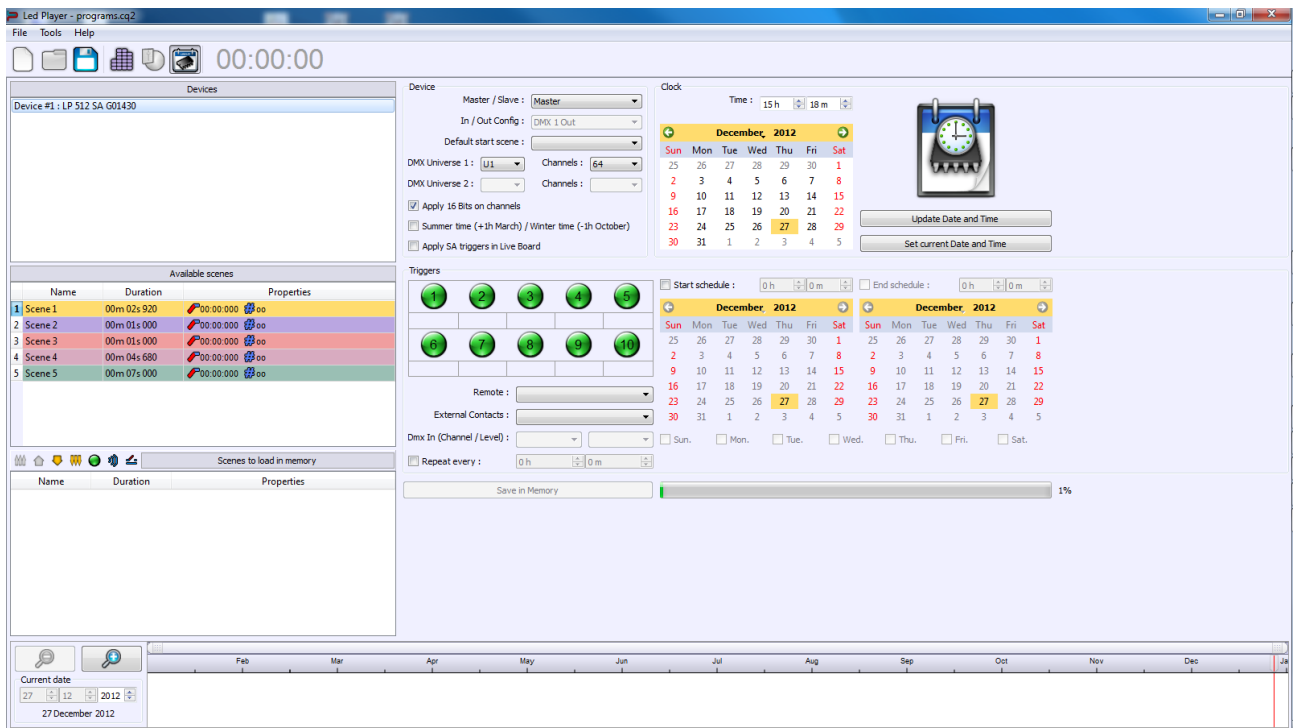 Led Player - programs.cq2
File Tools Help
00:00:00
Devices
Device #1 : LP 512 SA G01430
Available scenes
Name Duration Properties
1 Scene 1 00m 02s 920 00:00:000 oo
2 Scene 2 00m 01s 000 00:00:000 oo
3 Scene 3 00m 01s 000 00:00:000 oo
4 Scene 4 00m 04s 680 00:00:000 oo
5 Scene 5 00m 07s 000 00:00:000 oo
Scenes to load in memory
Name Duration Properties
Device
Master / Slave : Master
In / Out Config : DMX 1 Out
Default start scene :
DMX Universe 1 : U1 Channels : 64
DMX Universe 2 : Channels :
Apply 16 Bits on channels
Summer time (+1h March) / Winter time (-1h October)
Apply SA triggers in Live Board
Clock
Time : 15 h 18 m
December, 2012
Sun Mon Tue Wed Thu Fri Sat
25 26 27 28 29 30 1
2 3 4 5 6 7 8
9 10 11 12 13 14 15
16 17 18 19 20 21 22
23 24 25 26 27 28 29
30 31 1 2 3 4 5
Update Date and Time
Set current Date and Time
Triggers
1 2 3 4 5
6 7 8 9 10
Remote :
External Contacts :
Dmx In (Channel / Level) :
Repeat every : 0 h 0 m
Start schedule : 0 h 0 m
December, 2012
Sun Mon Tue Wed Thu Fri Sat
25 26 27 28 29 30 1
2 3 4 5 6 7 8
9 10 11 12 13 14 15
16 17 18 19 20 21 22
23 24 25 26 27 28 29
30 31 1 2 3 4 5
End schedule : 0 h 0 m
December, 2012
Sun Mon Tue Wed Thu Fri Sat
25 26 27 28 29 30 1
2 3 4 5 6 7 8
9 10 11 12 13 14 15
16 17 18 19 20 21 22
23 24 25 26 27 28 29
30 31 1 2 3 4 5
Sun. Mon. Tue. Wed. Thu. Fri. Sat.
Save in Memory
1%
Feb Mar Apr May Jun Jul Aug Sep Oct Nov Dec Ja
Current date
27 12 2012
27 December 2012